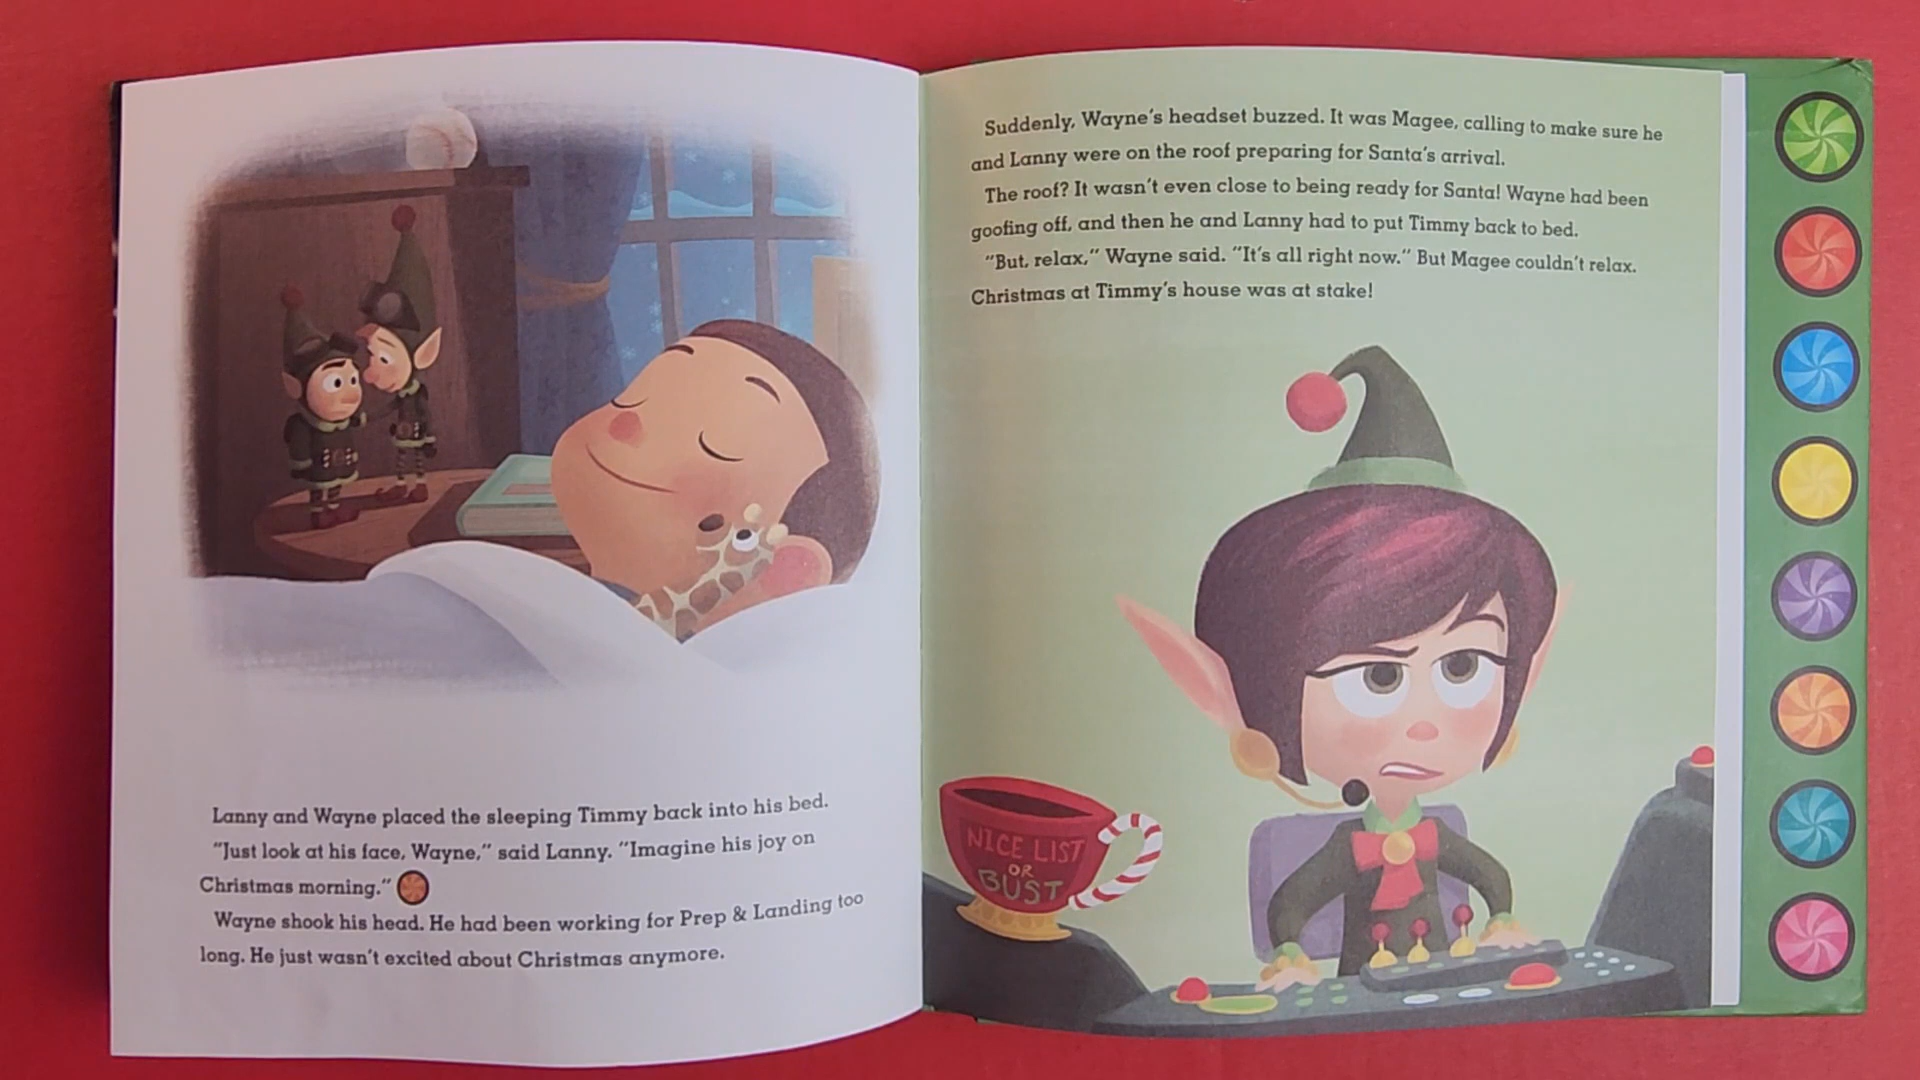 Lanny and Wayne placed the sleeping Timmy back into his bed.
“Just look at his face, Wayne,” said Lanny. “Imagine his joy on
Christmas morning.”
Wayne shook his head. He had been working for Prep & Landing too
long. He just wasn’t excited about Christmas anymore.
Suddenly, Wayne’s headset buzzed. It was Magee, calling to make sure he
and Lanny were on the roof preparing for Santa’s arrival.
The roof? It wasn’t even close to being ready for Santa! Wayne had been
goofing off, and then he and Lanny had to put Timmy back to bed.
“But, relax,” Wayne said. “It’s all right now.” But Magee couldn’t relax.
Christmas at Timmy’s house was at stake!
NICE LIST
OR
BUST